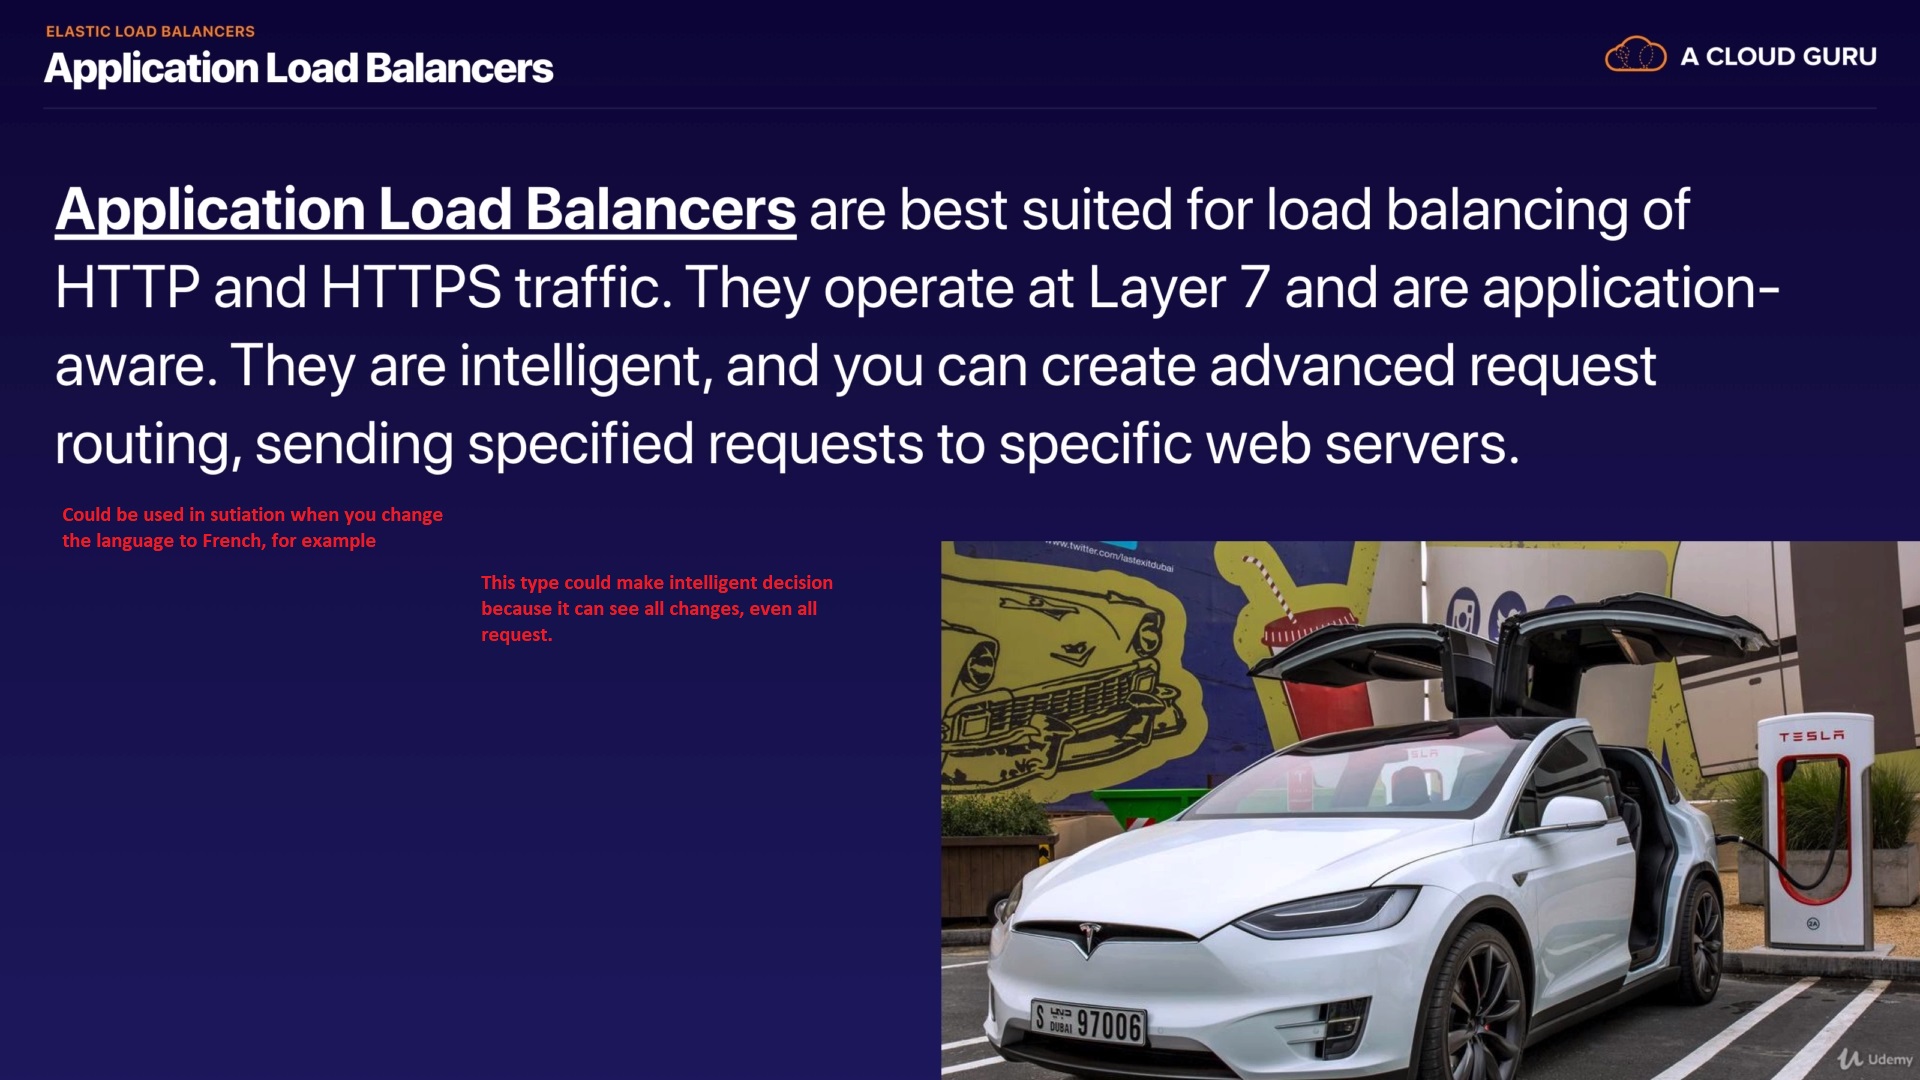 ELASTIC LOAD BALANCERS
Application Load Balancers
A CLOUD GURU
Application Load Balancers are best suited for load balancing of
HTTP and HTTPS traffic. They operate at Layer 7 and are application-
aware. They are intelligent, and you can create advanced request
routing, sending specified requests to specific web servers.
Could be used in sutiation when you change
the language to French, for example
This type could make intelligent decision
because it can see all changes, even all
request.
www.twitter.com/lastexitdubai
TESLA
2A
S DUBAI 97006
Udemy